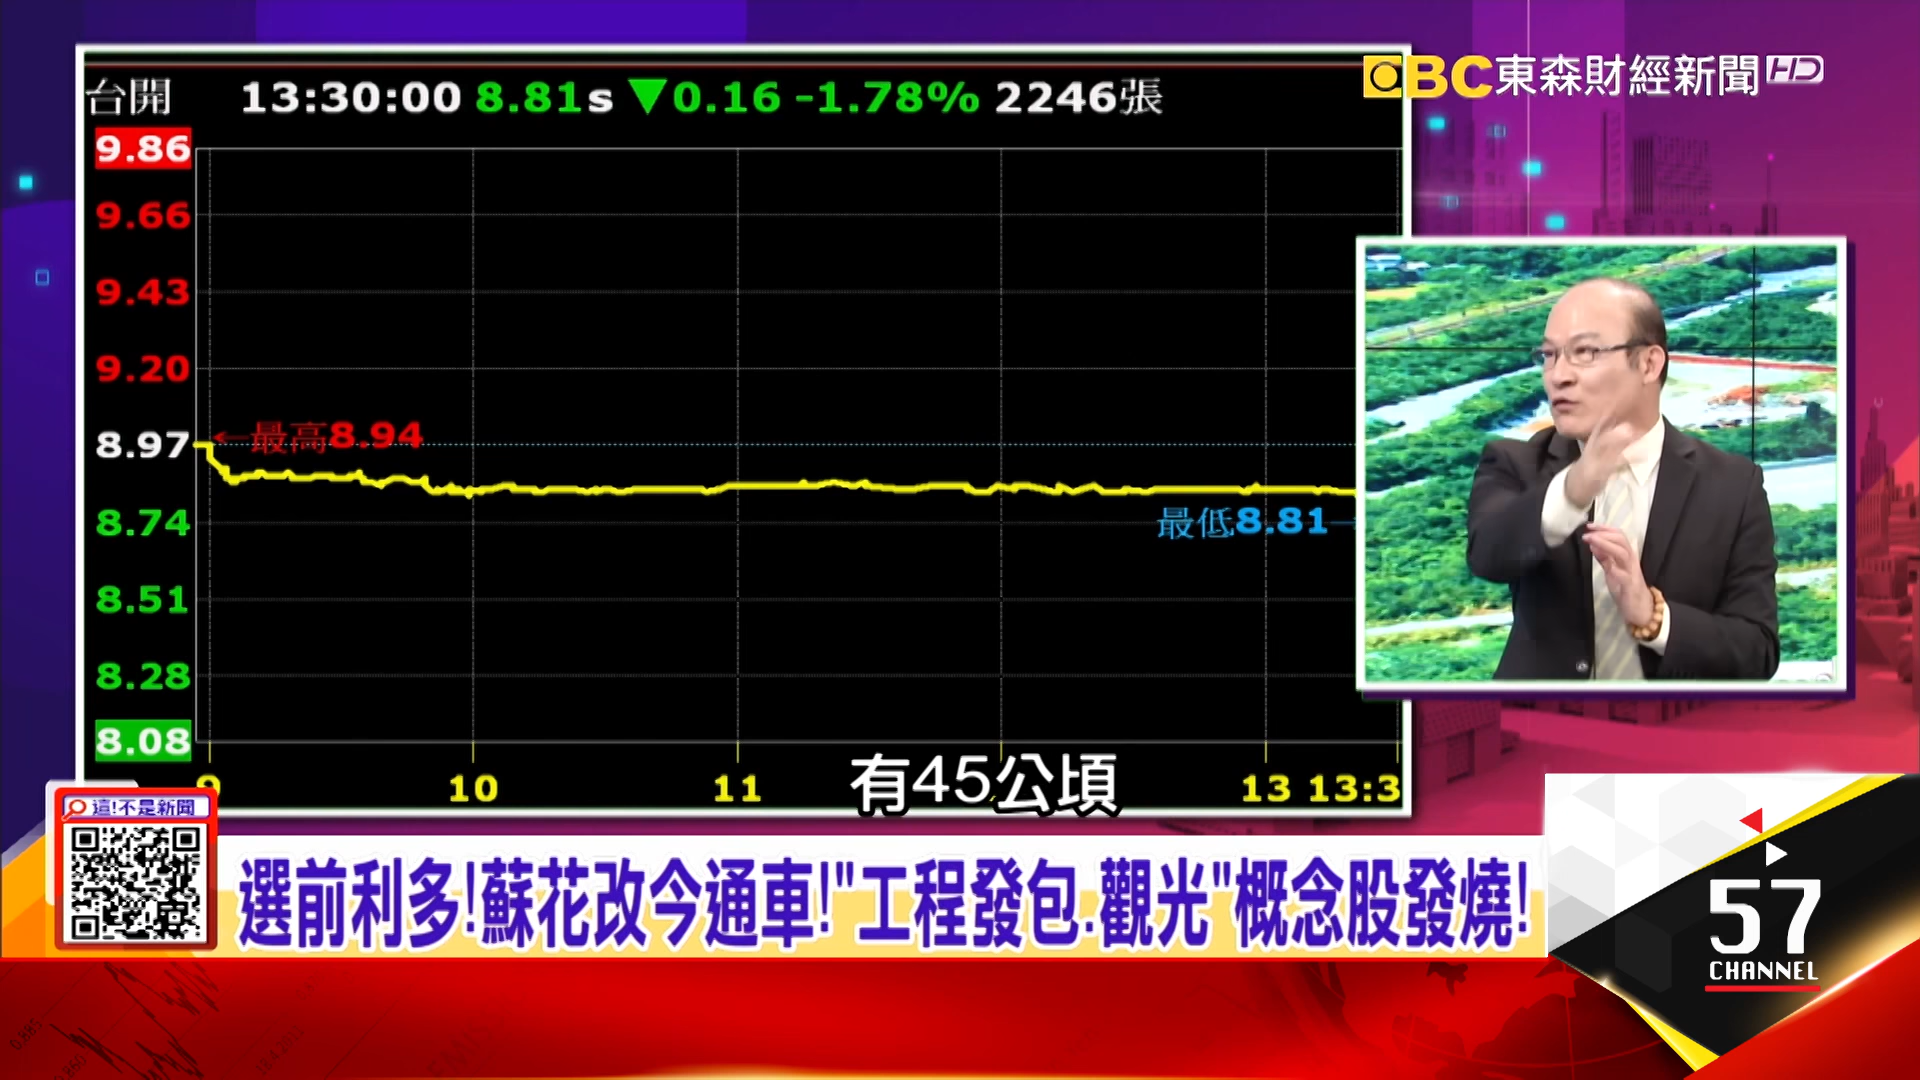 台開 13:30:00 8.81s ▼0.16 -1.78% 2246張
EBC東森財經新聞HD
9.86
9.66
9.43
9.20
8.97
←最高8.94
8.74
最低8.81→
8.51
8.28
8.08
9 10 11 13 13:3
有45公頃
這!不是新聞
選前利多!蘇花改今通車!"工程發包.觀光"概念股發燒!
57
CHANNEL